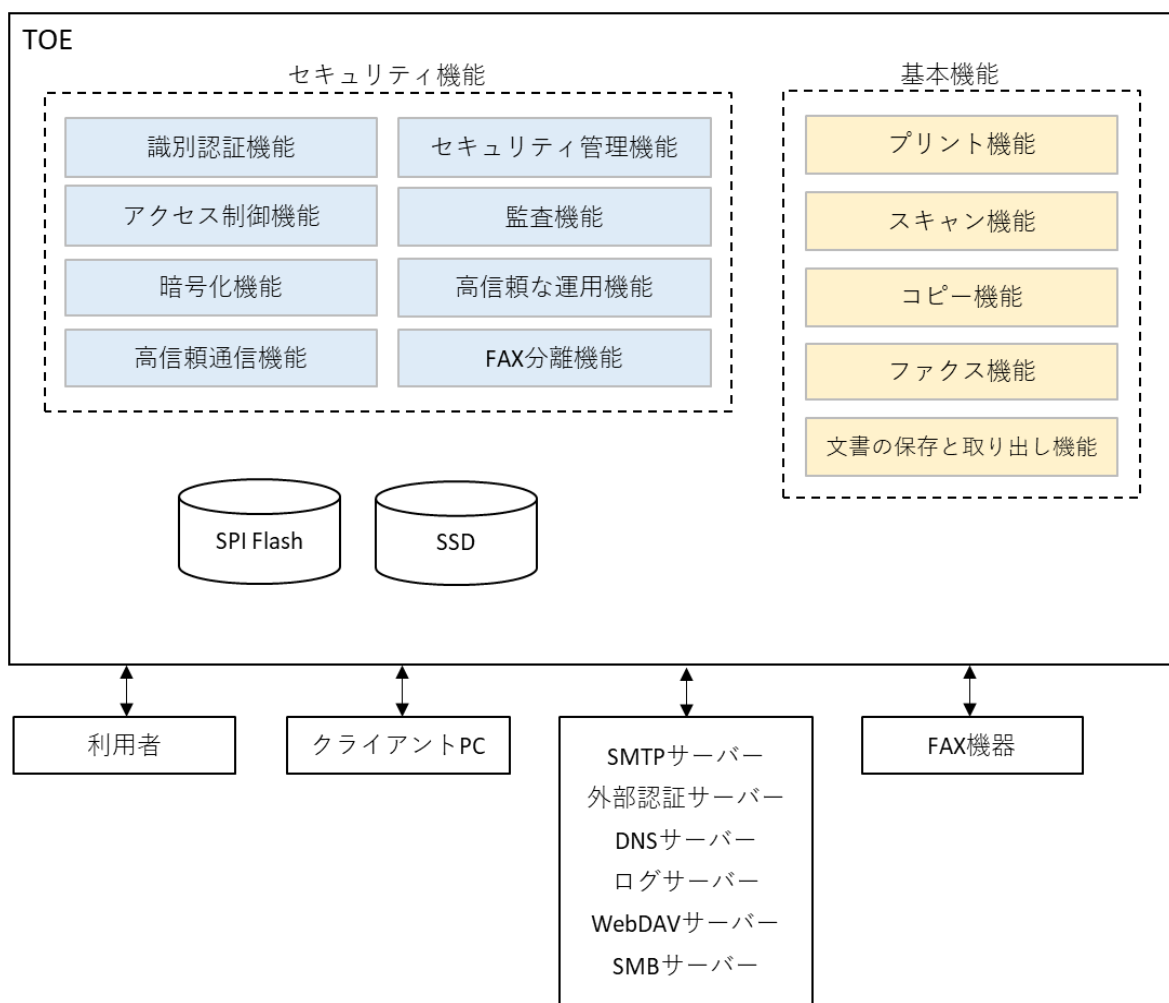 TOE
セキュリティ機能
基本機能
識別認証機能
セキュリティ管理機能
アクセス制御機能
監査機能
暗号化機能
高信頼な運用機能
高信頼通信機能
FAX分離機能
プリント機能
スキャン機能
コピー機能
ファクス機能
文書の保存と取り出し機能
SPI Flash
SSD
利用者
クライアントPC
SMTPサーバー
外部認証サーバー
DNSサーバー
ログサーバー
WebDAVサーバー
SMBサーバー
FAX機器